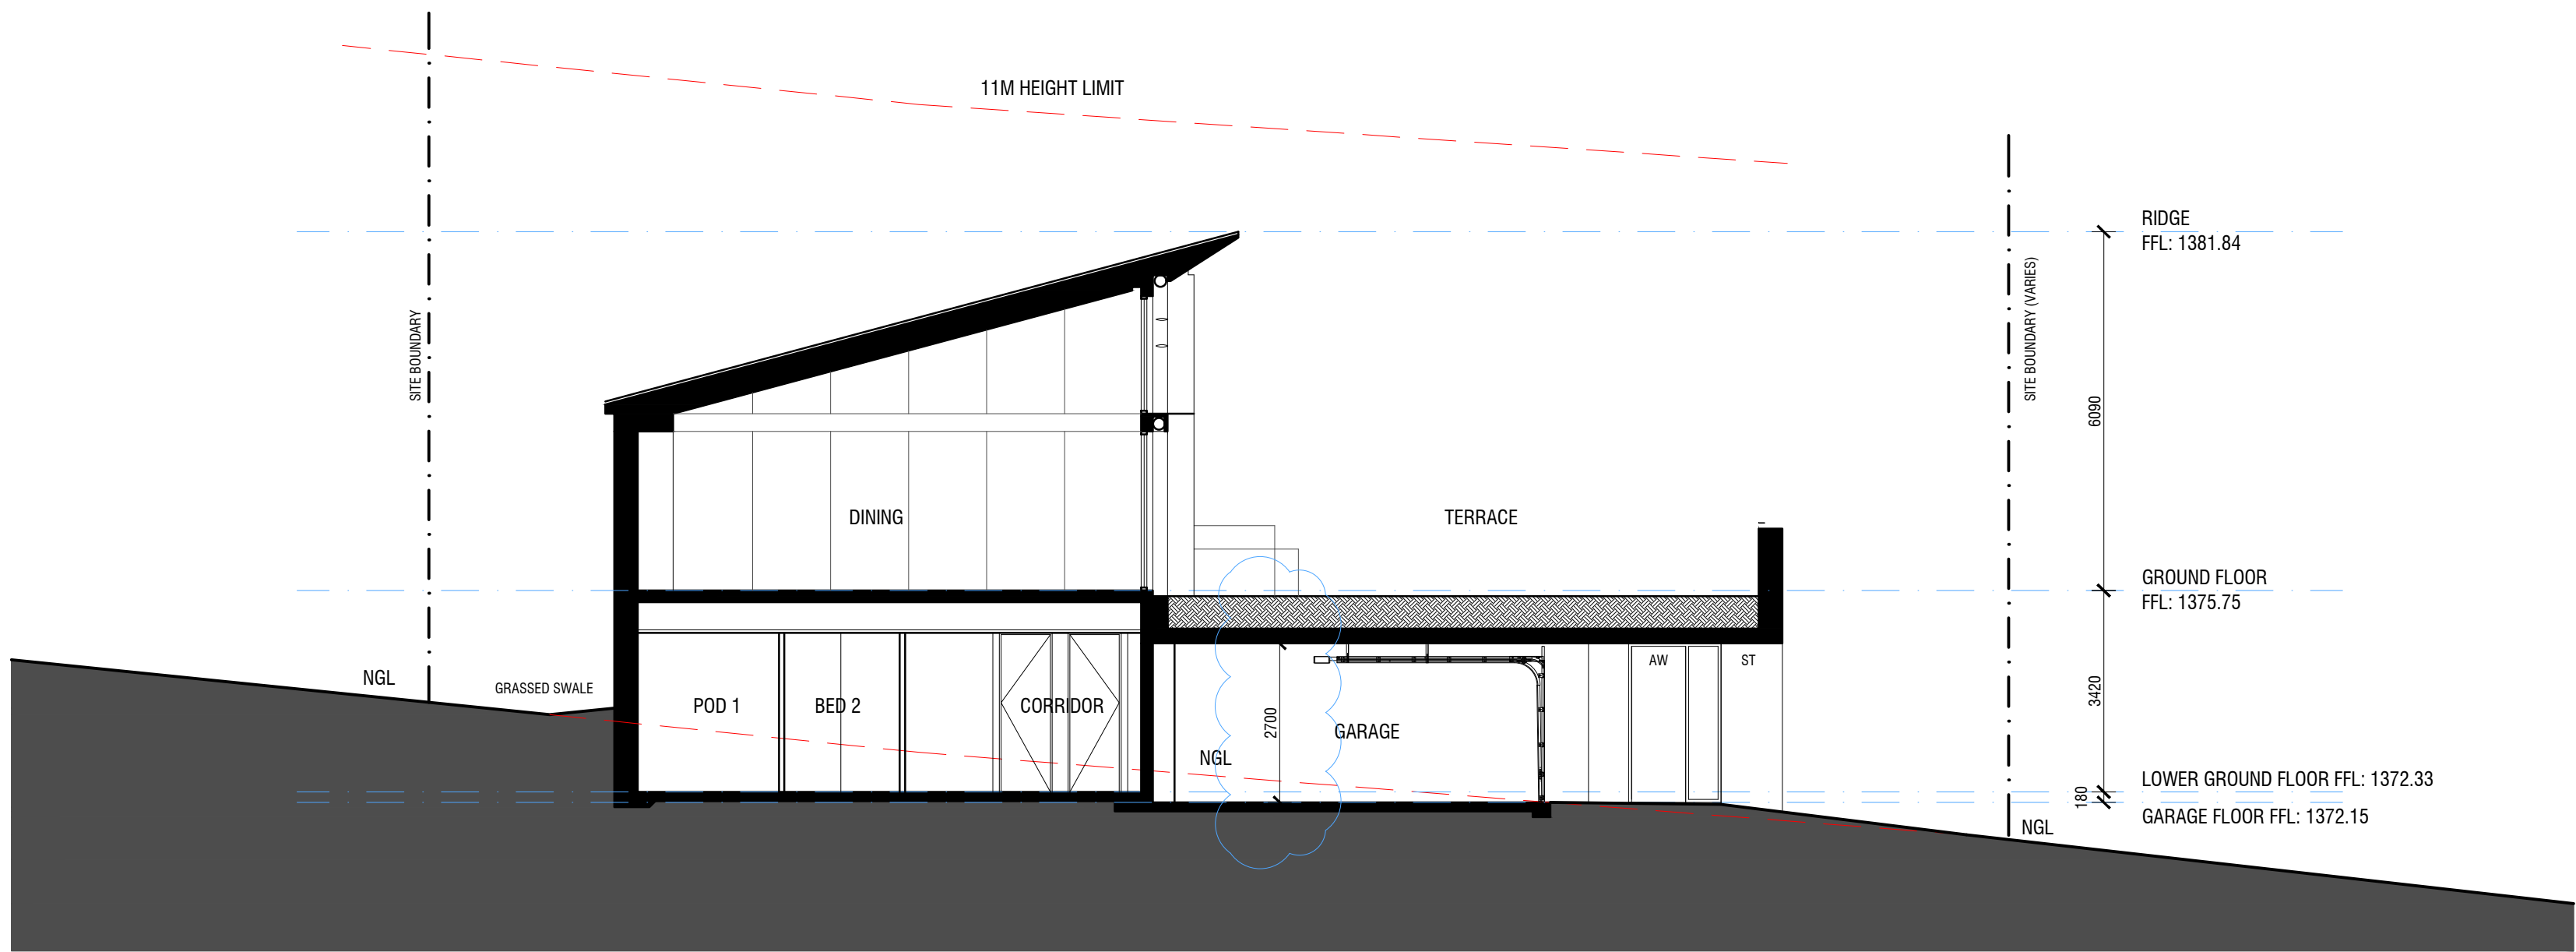 11M HEIGHT LIMIT
RIDGE
FFL: 1381.84
SITE BOUNDARY
SITE BOUNDARY (VARIES)
6090
DINING
TERRACE
GROUND FLOOR
FFL: 1375.75
NGL
GRASSED SWALE
POD 1
BED 2
CORRIDOR
2700
GARAGE
NGL
AW
ST
3420
LOWER GROUND FLOOR FFL: 1372.33
180
GARAGE FLOOR FFL: 1372.15
NGL